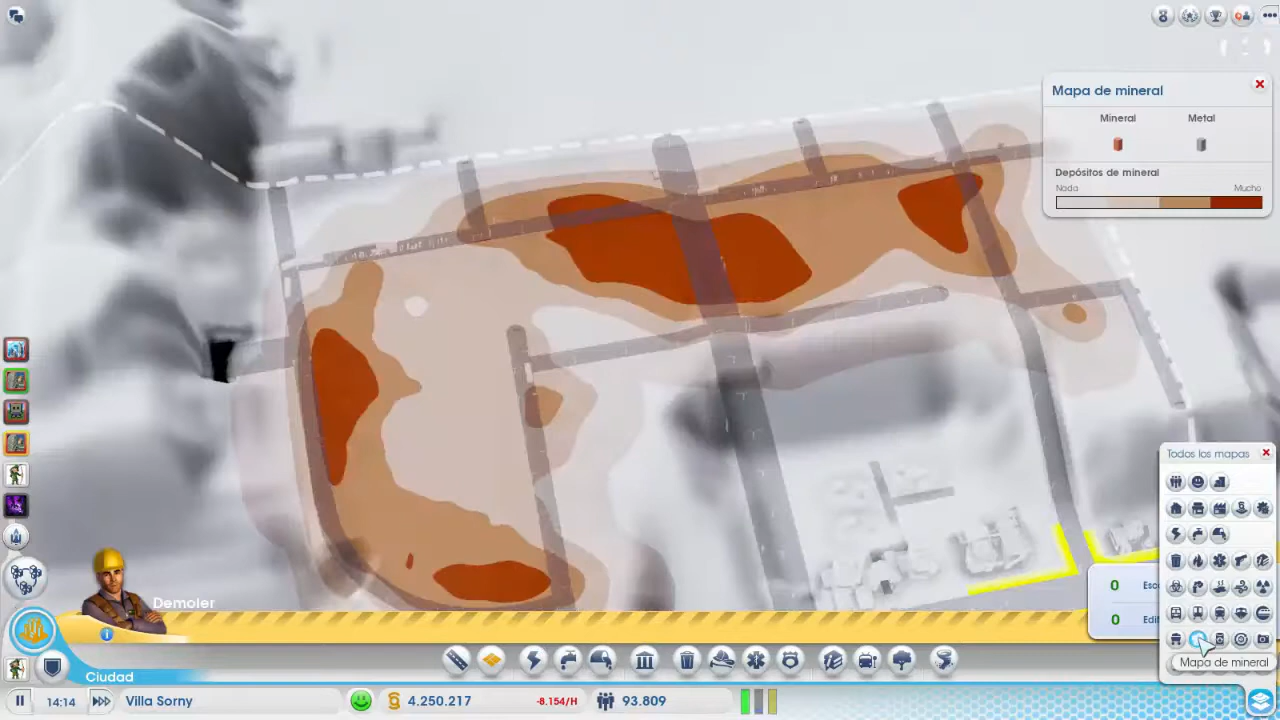 Mapa de mineral
Mineral Metal
Depósitos de mineral
Nada Mucho
Todos los mapas
0
0
Mapa de mineral
Demoler
Ciudad
14:14 Villa Sorny 4.250.217 -8.154/H 93.809